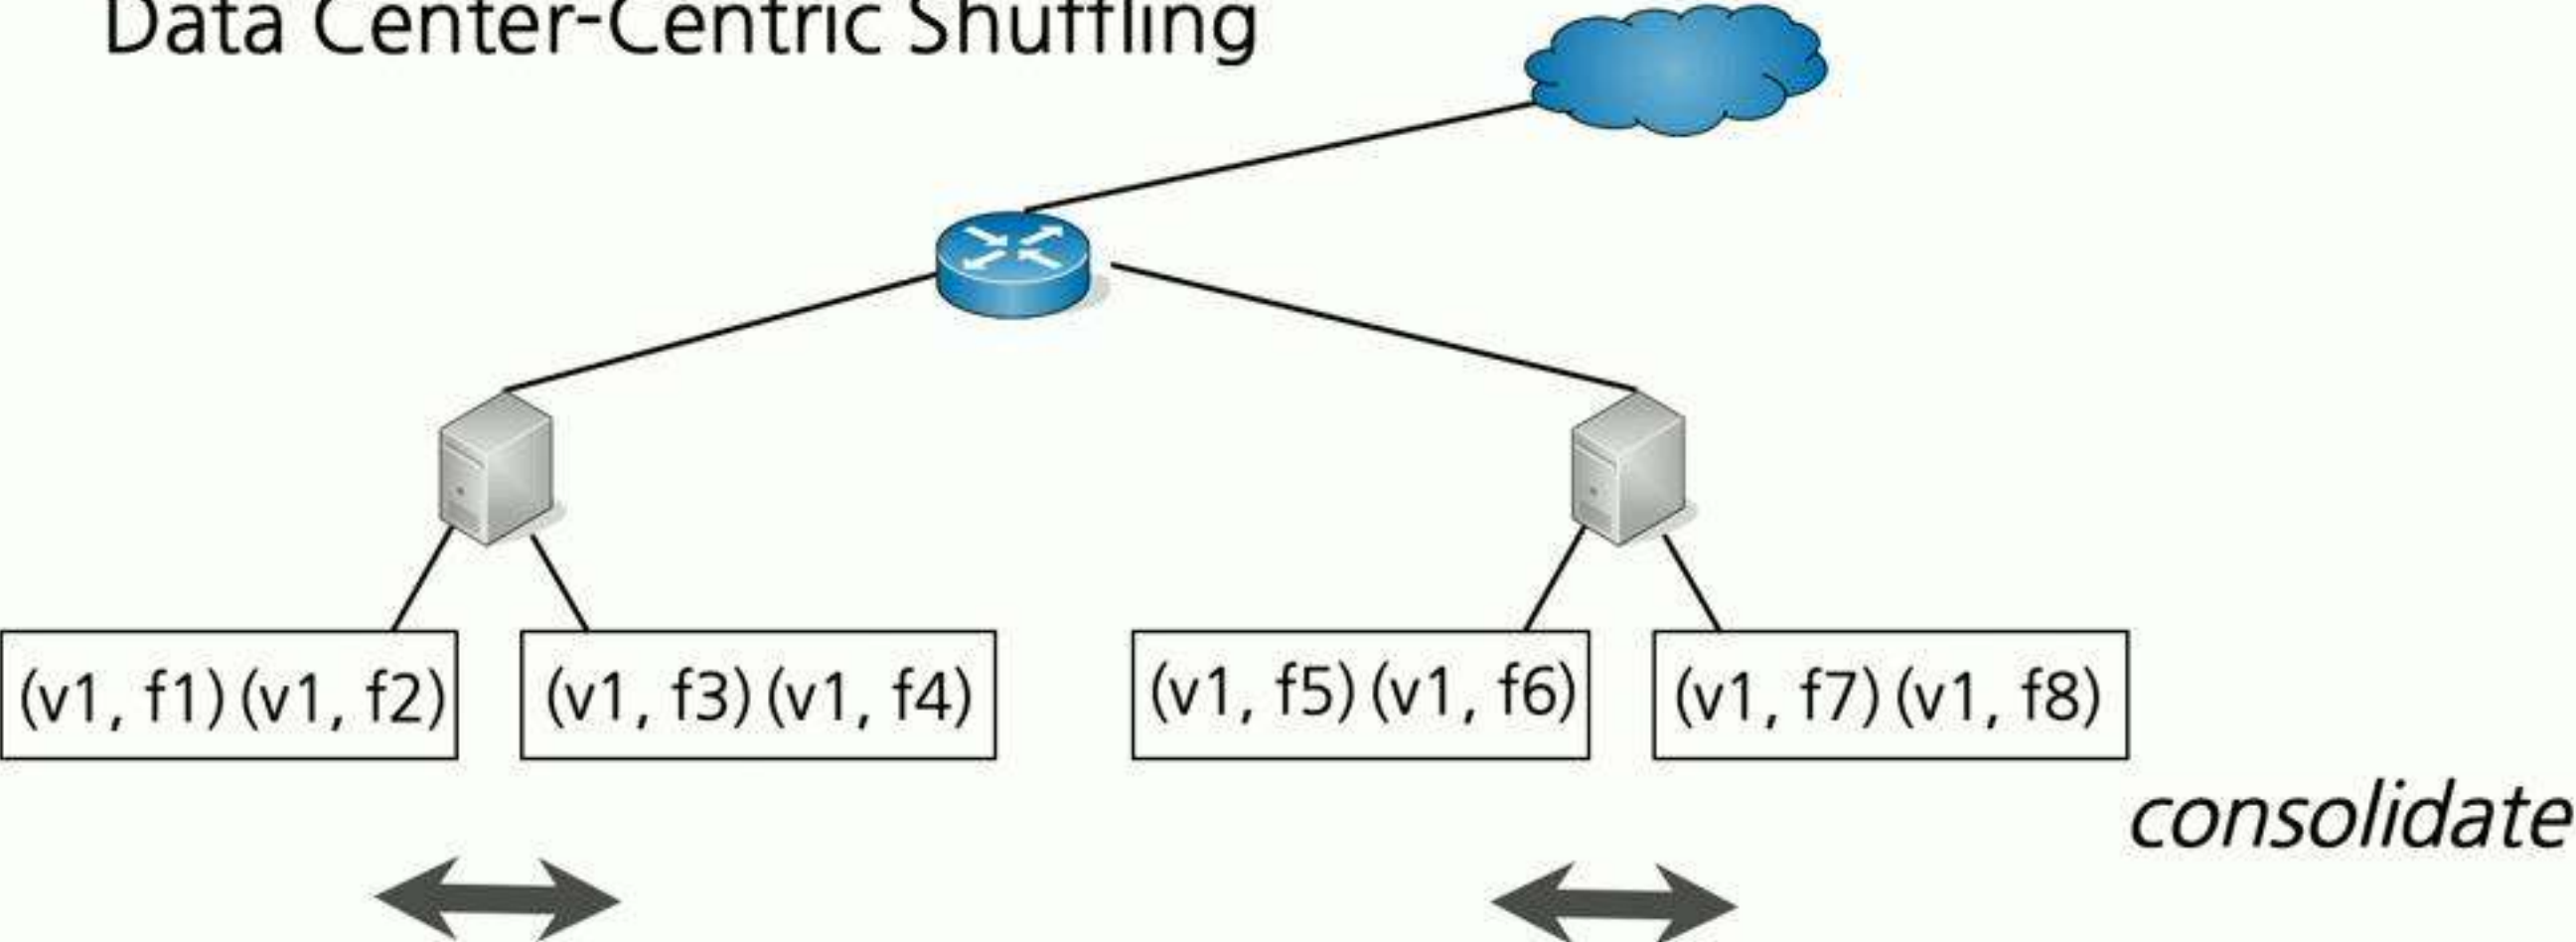 Data Center-Centric Shuffling
(v1, f1) (v1, f2)
(v1, f3) (v1, f4)
(v1, f5) (v1, f6)
(v1, f7) (v1, f8)
consolidate